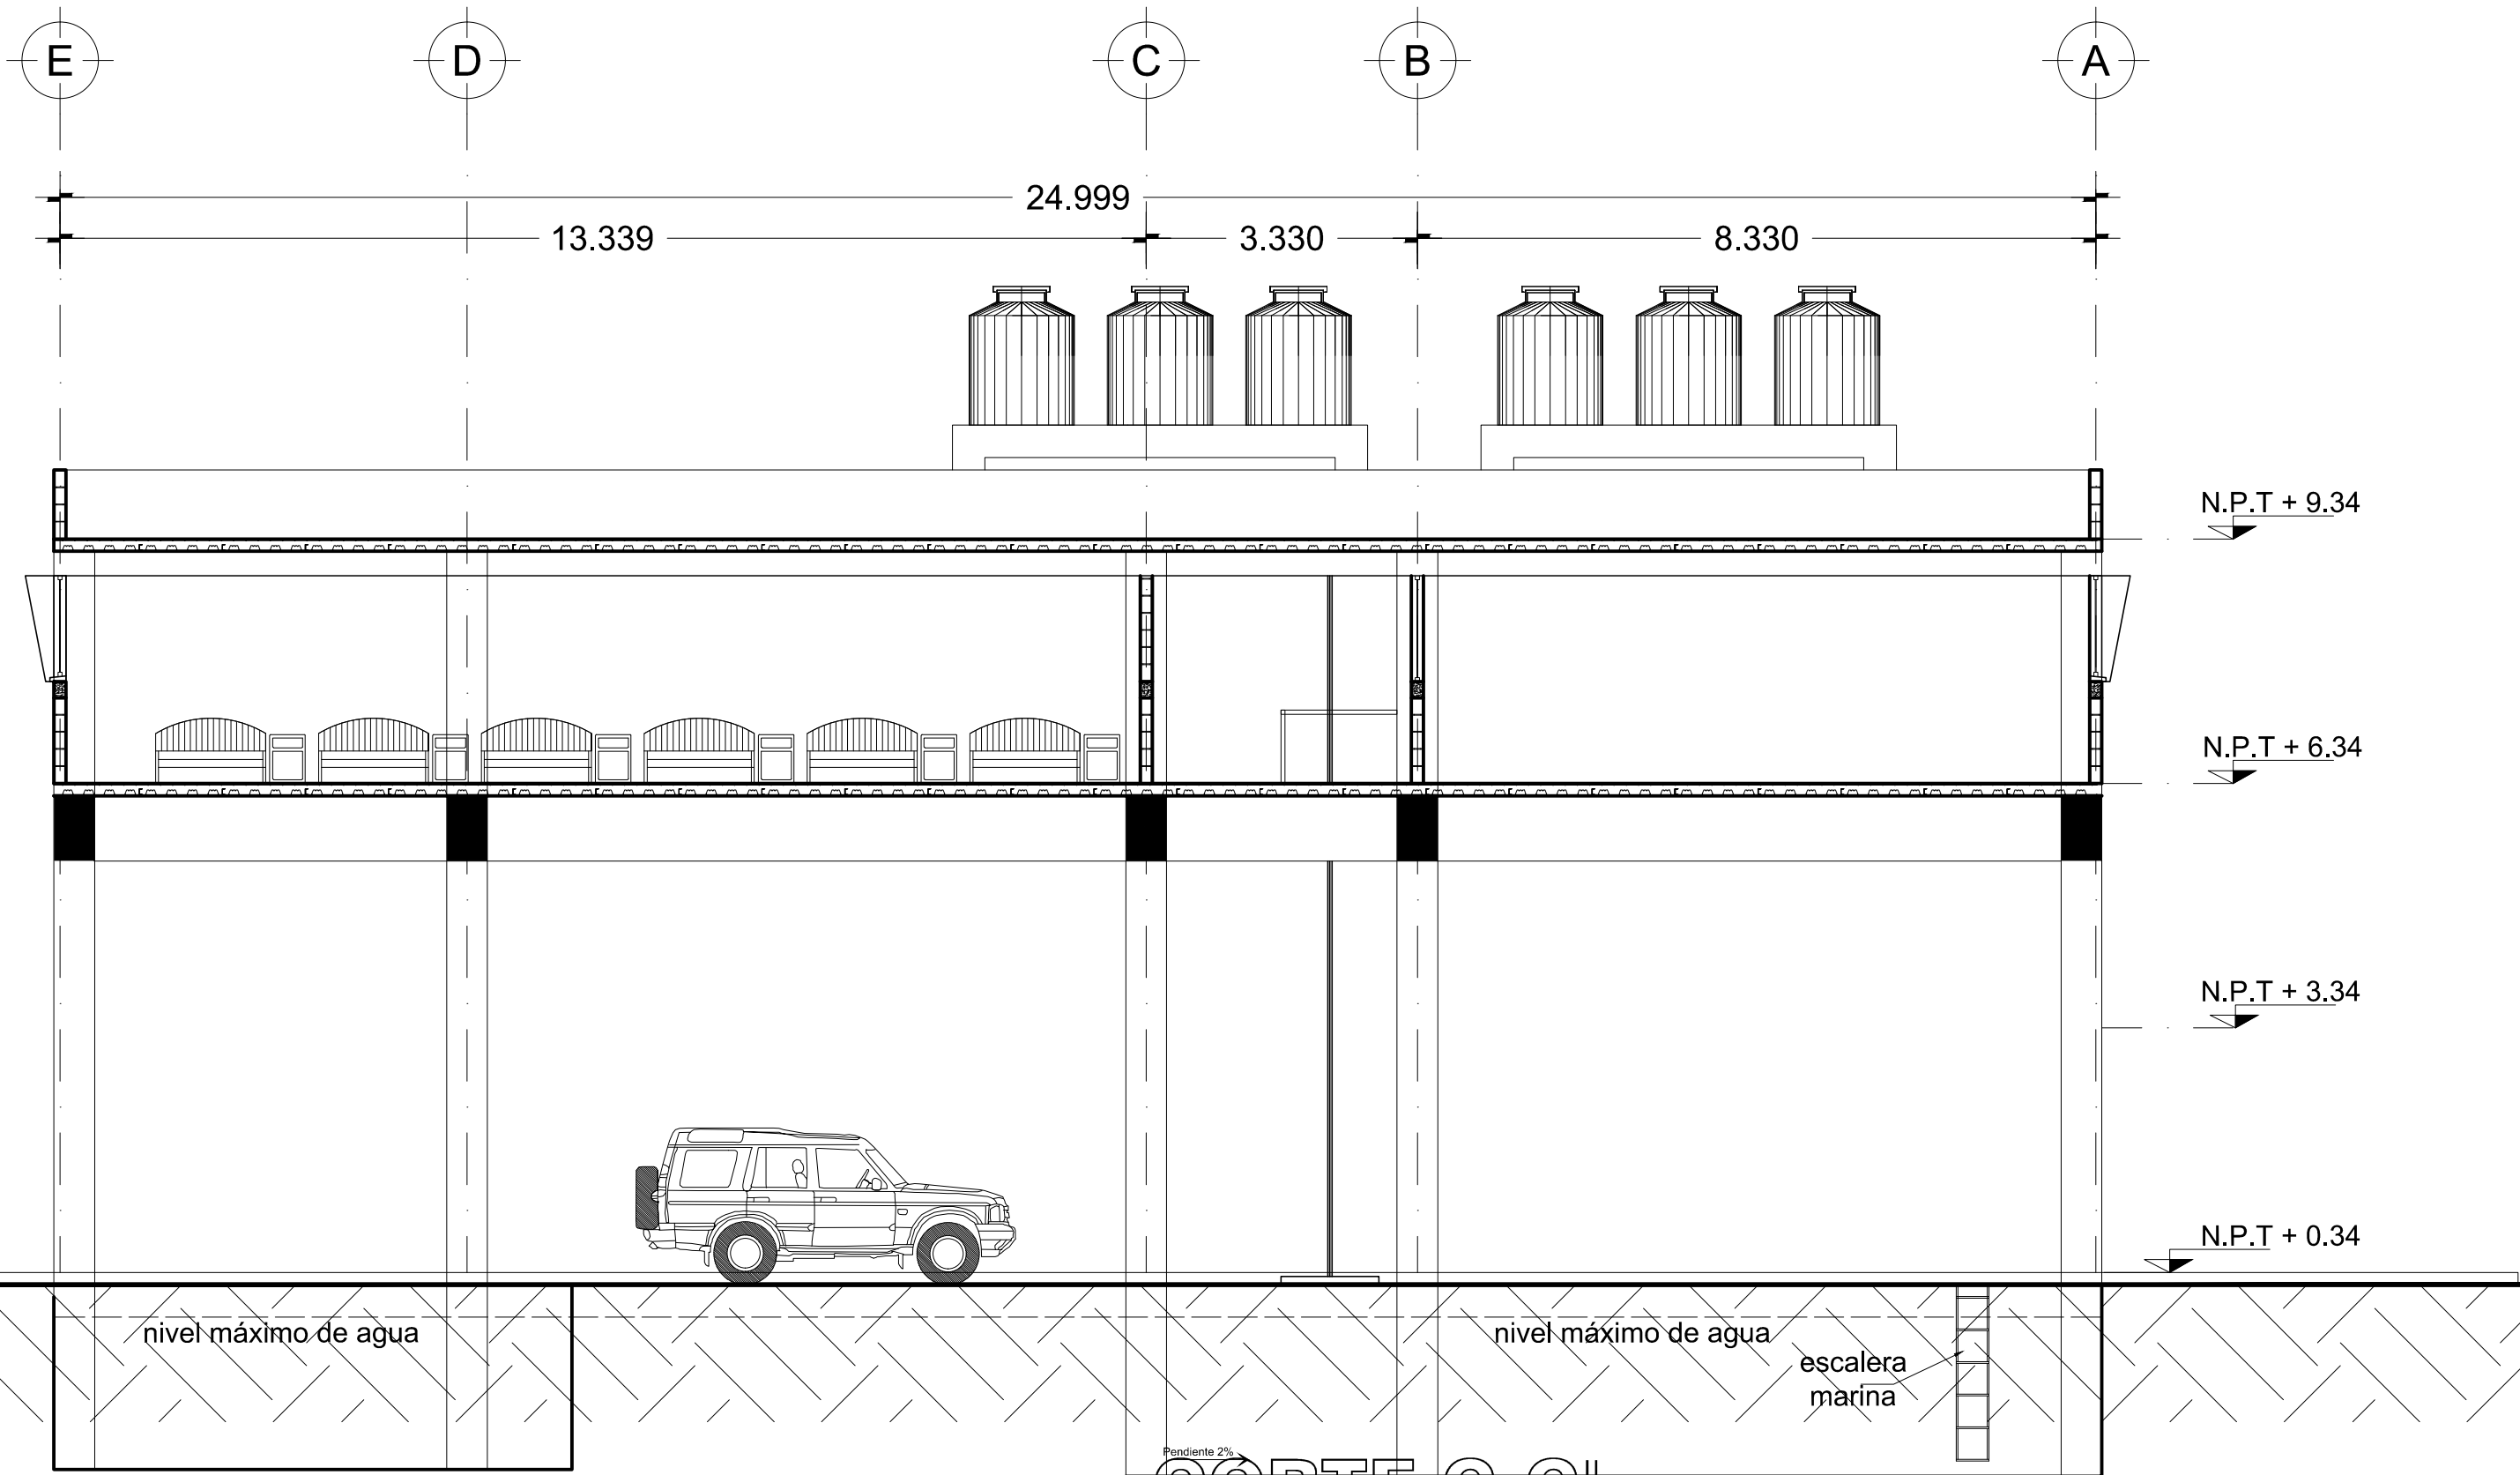 E D C B A
24.999
13.339 3.330 8.330
N.P.T + 9.34
N.P.T + 6.34
N.P.T + 3.34
N.P.T + 0.34
nivel máximo de agua nivel máximo de agua
escalera
marina
Pendiente 2%